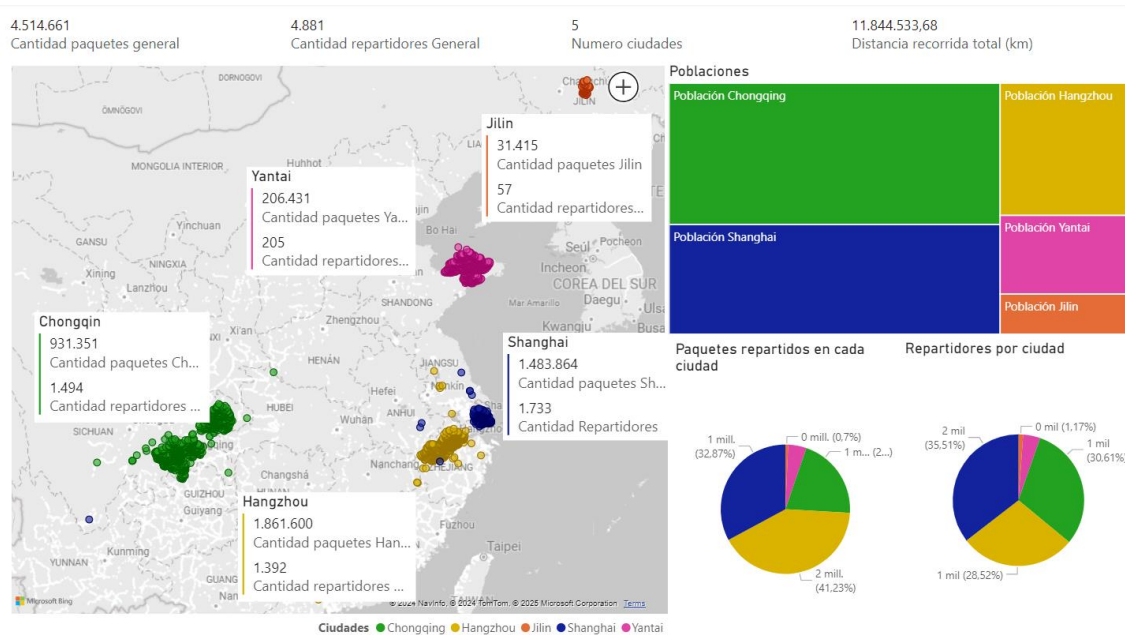 4.514.661
Cantidad paquetes general
4.881
Cantidad repartidores General
5
Numero ciudades
11.844.533,68
Distancia recorrida total (km)
DORNOGOVI
ÖMNÖGOVI
MONGOLIA INTERIOR
Huhhot
JILIN
Jilin
31.415
Cantidad paquetes Jilin
57
Cantidad repartidores...
Yantai
206.431
Cantidad paquetes Ya...
205
Cantidad repartidores...
Yinchuan
Bo Hai
GANSU
NINGXIA
Xining
Lanzhou
Seúl
Pocheon
Incheon
COREA DEL SUR
Daegu
Mar Amarillo
Kwangju
SHANDONG
Zhengzhou
Xi'an
HENÁN
Chongqin
931.351
Cantidad paquetes Ch...
1.494
Cantidad repartidores ...
Shanghai
1.483.864
Cantidad paquetes Sh...
1.733
Cantidad Repartidores
JIANGSU
Hefei
ANHUI
HUBEI
Wuhán
SICHUAN
Nanchang
ZHEJIANG
Changshá
GUIZHOU
Guiyang
Hangzhou
1.861.600
Cantidad paquetes Han...
1.392
Cantidad repartidores ...
Fuzhou
Taipei
Kunming
YUNNAN
Microsoft Bing
© 2024 NavInfo, © 2024 TomTom, © 2025 Microsoft Corporation Terms
Ciudades Chongqing Hangzhou Jilin Shanghai Yantai
Poblaciones
Población Chongqing
Población Hangzhou
Población Shanghai
Población Yantai
Población Jilin
Paquetes repartidos en cada
ciudad
1 mill.
(32.87%)
0 mill. (0,7%)
1 m... (2...)
2 mill.
(41,23%)
Repartidores por ciudad
2 mil
(35,51%)
0 mil (1,17%)
1 mil
(30.61%)
1 mil (28,52%)